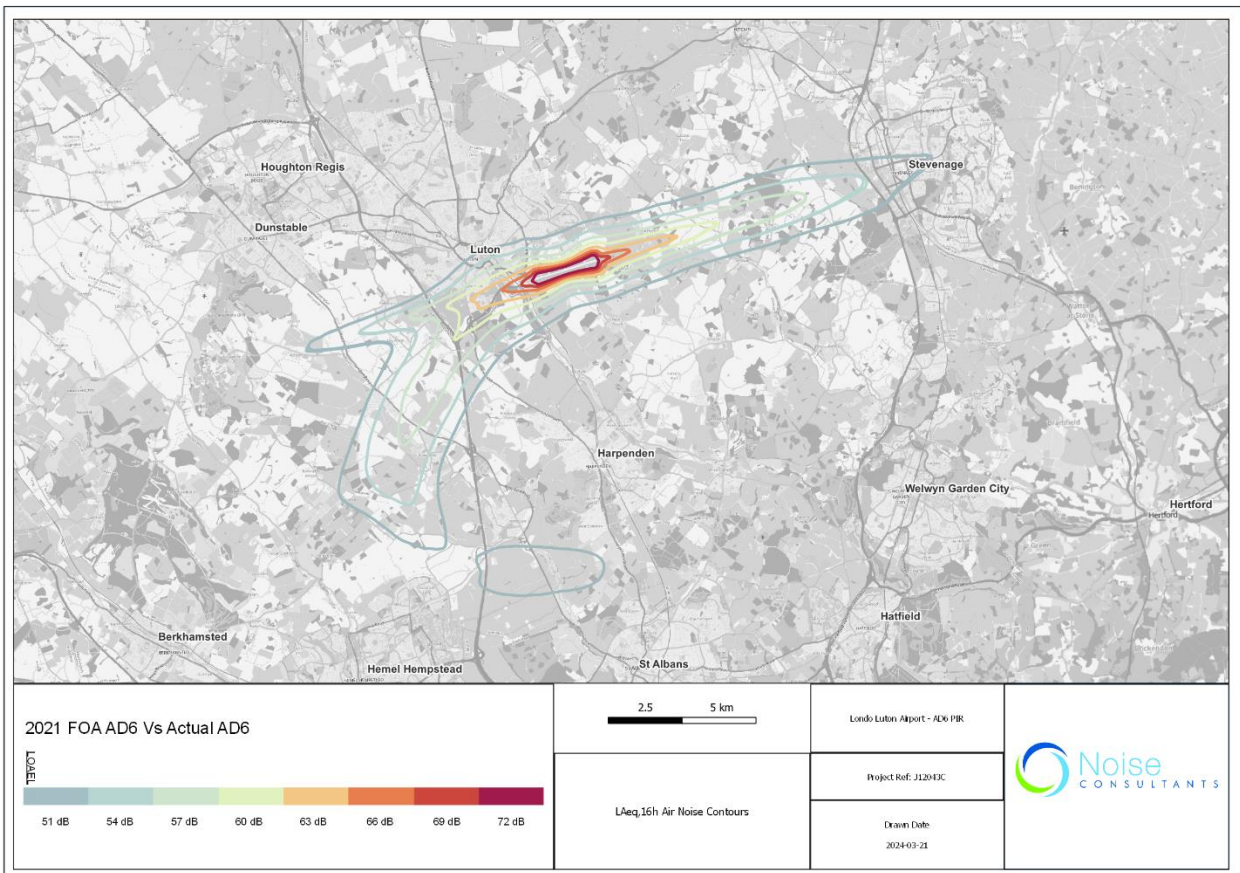 Stevenage
Houghton Regis
Dunstable
Luton
Harpenden
Welwyn Garden City
Hertford
Hatfield
Berkhamsted
Hemel Hempstead
St Albans
2021 FOA AD6 Vs Actual AD6
LOAEL
51 dB 54 dB 57 dB 60 dB 63 dB 66 dB 69 dB 72 dB
2.5 5 km
LAeq,16h Air Noise Contours
Londo Luton Airport - AD6 PIR
Project Ref: J12043C
Drawn Date
2024-03-21
Noise
CONSULTANTS